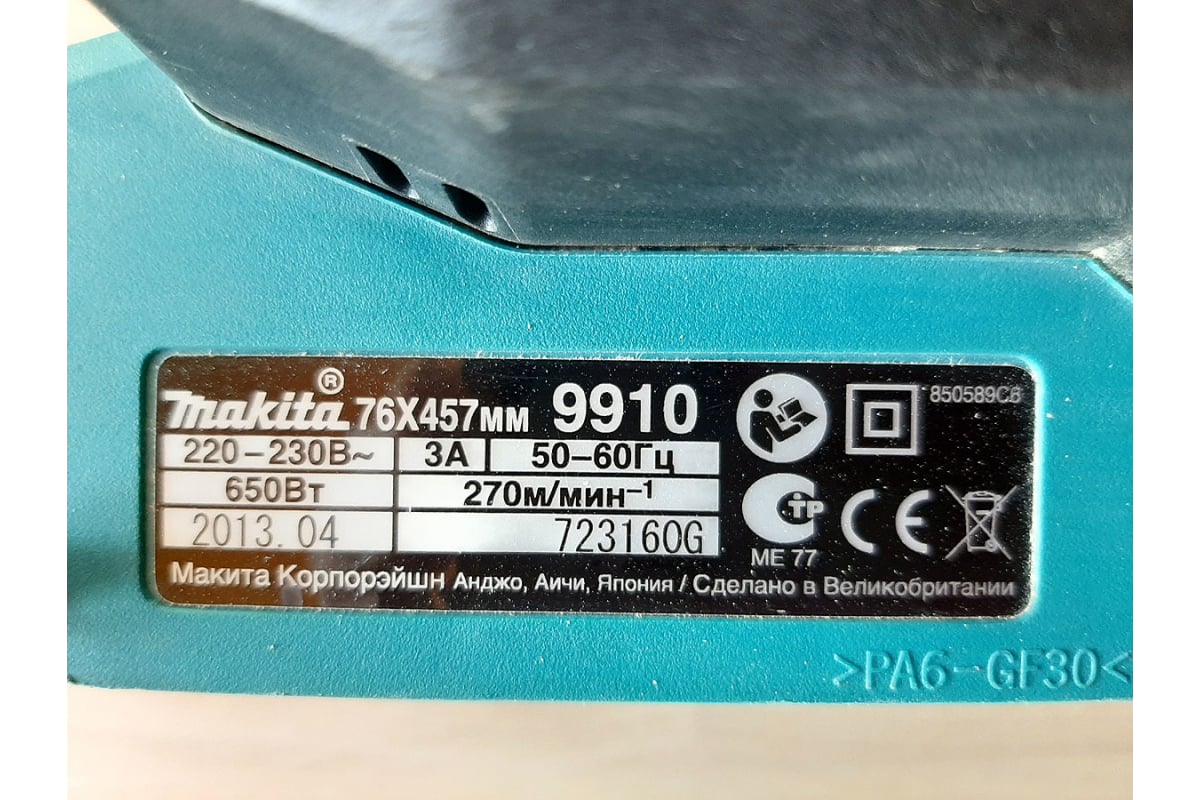 makita® 76X457мм 9910
850589C6
220–230В~ 3А 50–60Гц
650Вт 270м/мин⁻¹
2013. 04 723160G
PCT
ME 77
CE
Макита Корпорэйшн Анджо, Аичи, Япония / Сделано в Великобритании
>PA6-GF30<